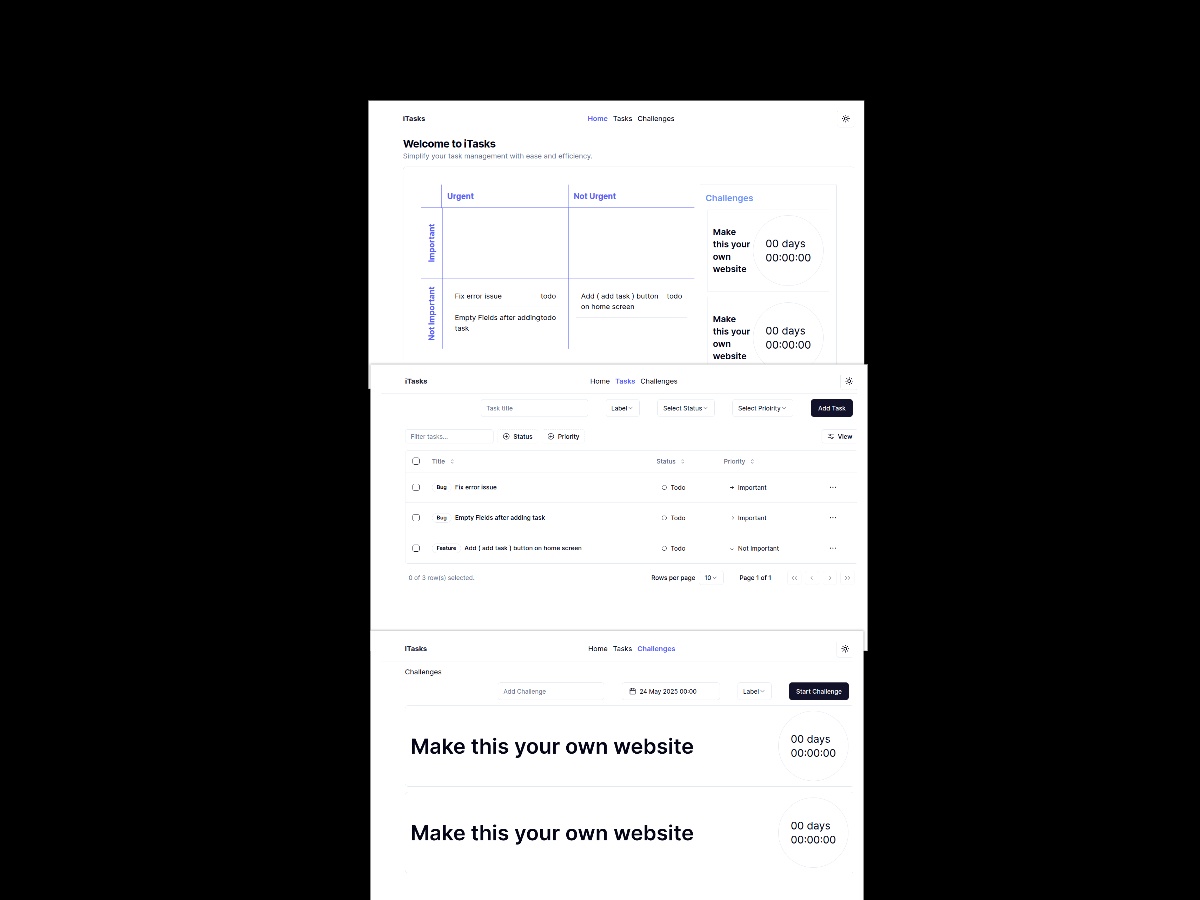 iTasks
Home Tasks Challenges
Welcome to iTasks
Simplify your task management with ease and efficiency.
Urgent
Not Urgent
Important
Not Important
Fix error issue todo
Empty Fields after adding todo
task
Add ( add task ) button todo
on home screen
Challenges
Make
this your
own
website
00 days
00:00:00
Make
this your
own
website
00 days
00:00:00
iTasks
Home Tasks Challenges
Task title
Label
Select Status
Select Prioirity
Add Task
Filter tasks...
Status
Priority
View
Title
Status
Priority
Bug Fix error issue Todo Important
Bug Empty Fields after adding task Todo Important
Feature Add ( add task ) button on home screen Todo Not Important
0 of 3 row(s) selected.
Rows per page 10
Page 1 of 1
iTasks
Home Tasks Challenges
Challenges
Add Challenge
24 May 2025 00:00
Label
Start Challenge
Make this your own website
00 days
00:00:00
Make this your own website
00 days
00:00:00